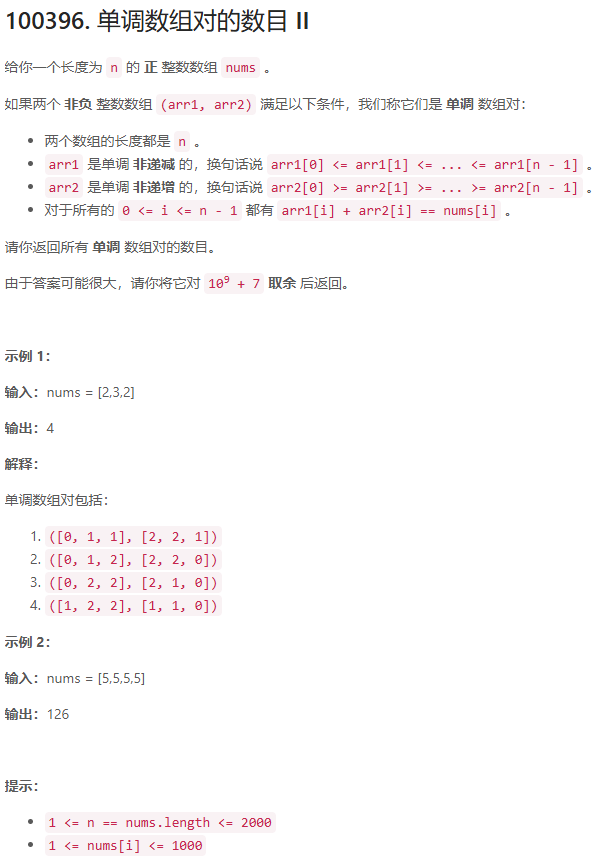 100396. 单调数组对的数目 II
给你一个长度为 n 的 正 整数数组 nums 。
如果两个 非负 整数数组 (arr1, arr2) 满足以下条件，我们称它们是 单调 数组对：
• 两个数组的长度都是 n 。
• arr1 是单调 非递减 的，换句话说 arr1[0] <= arr1[1] <= ... <= arr1[n - 1] 。
• arr2 是单调 非递增 的，换句话说 arr2[0] >= arr2[1] >= ... >= arr2[n - 1] 。
• 对于所有的 0 <= i <= n - 1 都有 arr1[i] + arr2[i] == nums[i] 。
请你返回所有 单调 数组对的数目。
由于答案可能很大，请你将它对 10⁹ + 7 取余 后返回。
示例 1：
输入：nums = [2,3,2]
输出：4
解释：
单调数组对包括：
1. ([0, 1, 1], [2, 2, 1])
2. ([0, 1, 2], [2, 2, 0])
3. ([0, 2, 2], [2, 1, 0])
4. ([1, 2, 2], [1, 1, 0])
示例 2：
输入：nums = [5,5,5,5]
输出：126
提示：
• 1 <= n == nums.length <= 2000
• 1 <= nums[i] <= 1000